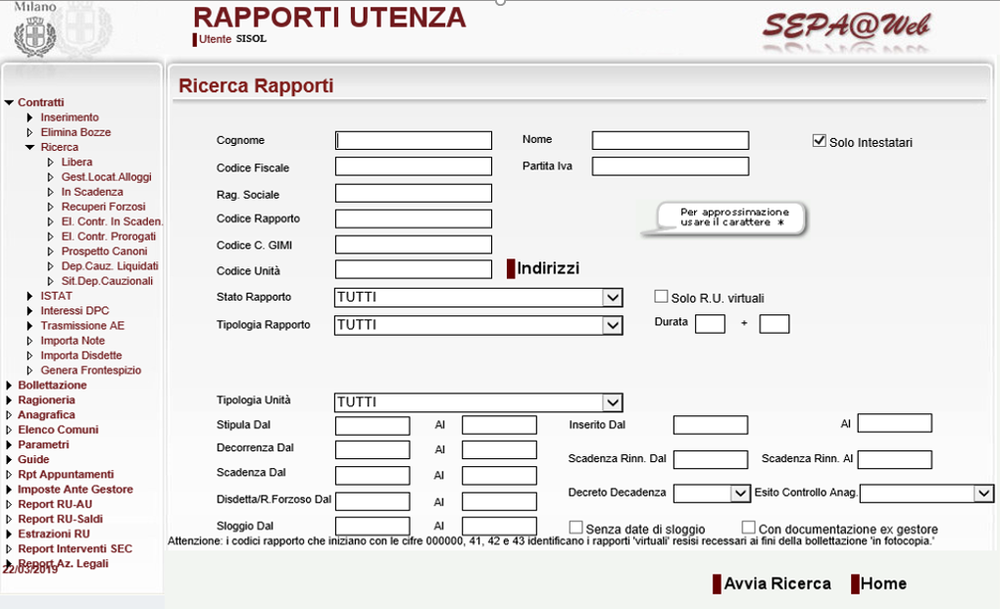 Milano
RAPPORTI UTENZA
Utente SISOL
SEPA@Web
Contratti
Inserimento
Elimina Bozze
Ricerca
Libera
Gest.Locat.Alloggi
In Scadenza
Recuperi Forzosi
El. Contr. In Scaden.
El. Contr. Prorogati
Prospetto Canoni
Dep.Cauz. Liquidati
Sit.Dep.Cauzionali
ISTAT
Interessi DPC
Trasmissione AE
Importa Note
Importa Disdette
Genera Frontespizio
Bollettazione
Ragioneria
Anagrafica
Elenco Comuni
Parametri
Guide
Rpt Appuntamenti
Imposte Ante Gestore
Report RU-AU
Report RU-Saldi
Estrazioni RU
Report Interventi SEC
Report Az. Legali
22/03/2019
Ricerca Rapporti
Cognome Nome Solo Intestatari
Codice Fiscale Partita Iva
Rag. Sociale
Codice Rapporto
Per approssimazione
usare il carattere *
Codice C. GIMI
Codice Unità Indirizzi
Stato Rapporto TUTTI Solo R.U. virtuali
Tipologia Rapporto TUTTI Durata +
Tipologia Unità TUTTI
Stipula Dal Al Inserito Dal Al
Decorrenza Dal Al Scadenza Rinn. Dal Scadenza Rinn. Al
Scadenza Dal Al
Disdetta/R.Forzoso Dal Al Decreto Decadenza Esito Controllo Anag.
Sloggio Dal Al Senza date di sloggio Con documentazione ex gestore
Attenzione: i codici rapporto che iniziano con le cifre 000000, 41, 42 e 43 identificano i rapporti 'virtuali' resisi recessari ai fini della bollettazione 'in fotocopia.'
Avvia Ricerca Home